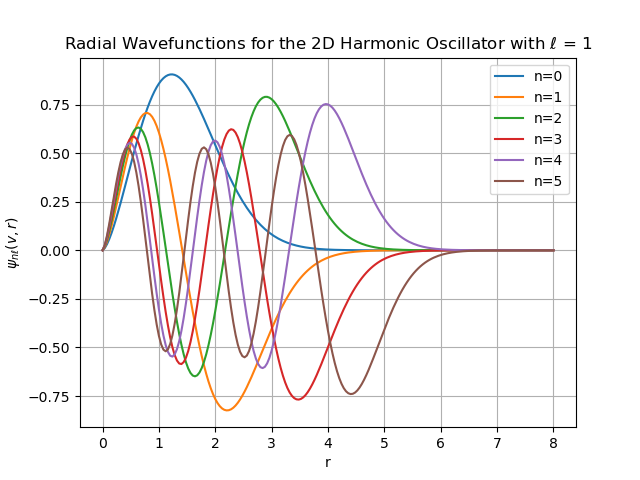 Radial Wavefunctions for the 2D Harmonic Oscillator with ℓ = 1
n=0
n=1
n=2
n=3
n=4
n=5
0.75
0.50
0.25
0.00
−0.25
−0.50
−0.75
ψnl(v, r)
0 1 2 3 4 5 6 7 8
r